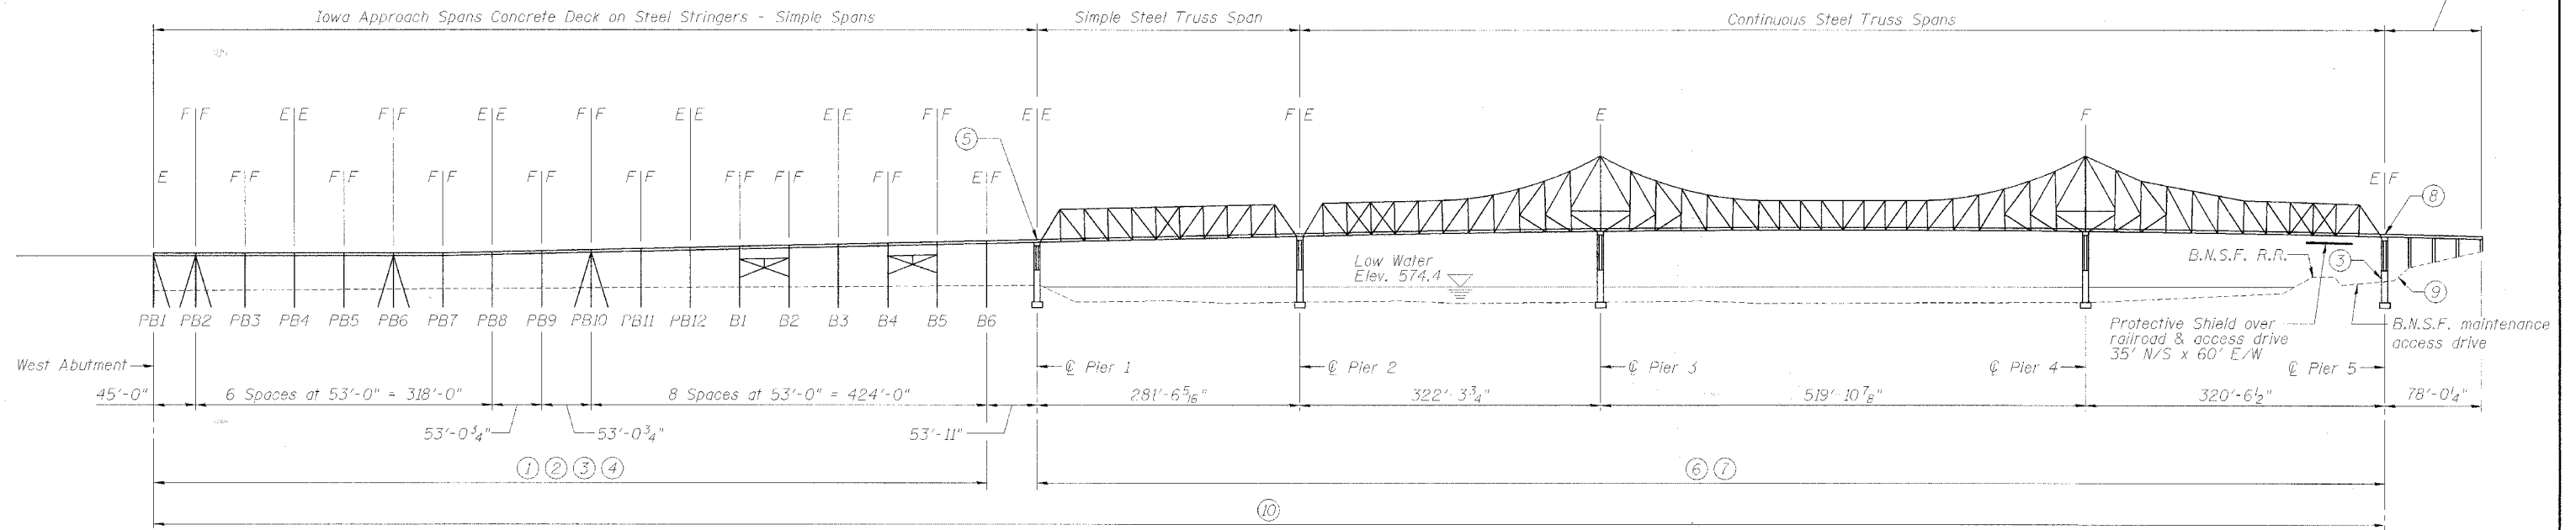 Iowa Approach Spans Concrete Deck on Steel Stringers - Simple Spans
Simple Steel Truss Span
Continuous Steel Truss Spans
F F
E E
F F
E E
F F
E E
E E
F F
E E
F E
E
F
5
E
F F
F F
F F
F F
F F
F F
F F
F F
E F
E F
8
Low Water
Elev. 574.4
B.N.S.F. R.R.
3
9
PB1 PB2 PB3 PB4 PB5 PB6 PB7 PB8 PB9 PB10 PB11 PB12 B1 B2 B3 B4 B5 B6
Protective Shield over
railroad & access drive
35' N/S x 60' E/W
B.N.S.F. maintenance
access drive
West Abutment
℄ Pier 1
℄ Pier 2
℄ Pier 3
℄ Pier 4
℄ Pier 5
45'-0"
6 Spaces at 53'-0" = 318'-0"
8 Spaces at 53'-0" = 424'-0"
281'-6 5/16"
322'-3 3/4"
519'-10 7/8"
320'-6 1/2"
78'-0 1/4"
53'-0 3/4"
53'-0 3/4"
53'-11"
1 2 3 4
6 7
10